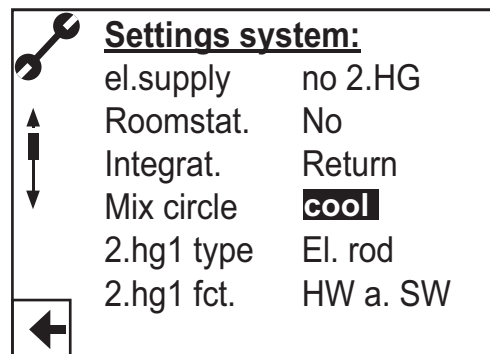 Settings system:
el.supply no 2.HG
Roomstat. No
Integrat. Return
Mix circle cool
2.hg1 type El. rod
2.hg1 fct. HW a. SW